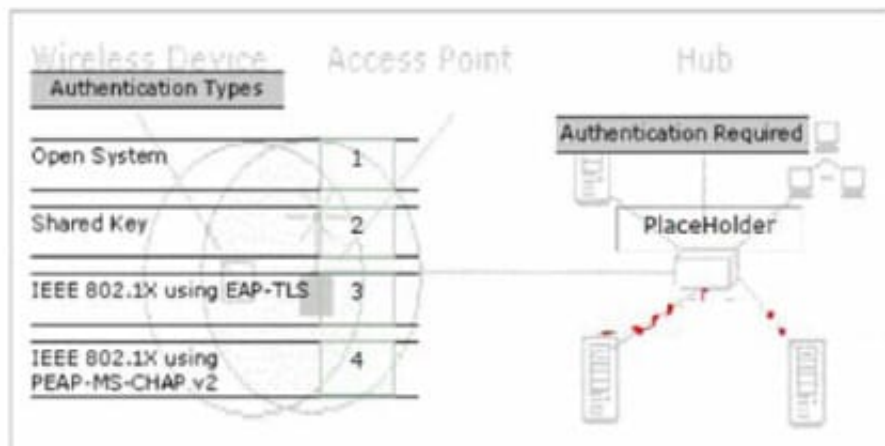 Wireless Device Access Point Hub
Authentication Types
Authentication Required
Open System 1
Shared Key 2
PlaceHolder
IEEE 802.1X using EAP-TLS 3
IEEE 802.1X using 4
PEAP-MS-CHAP.v2